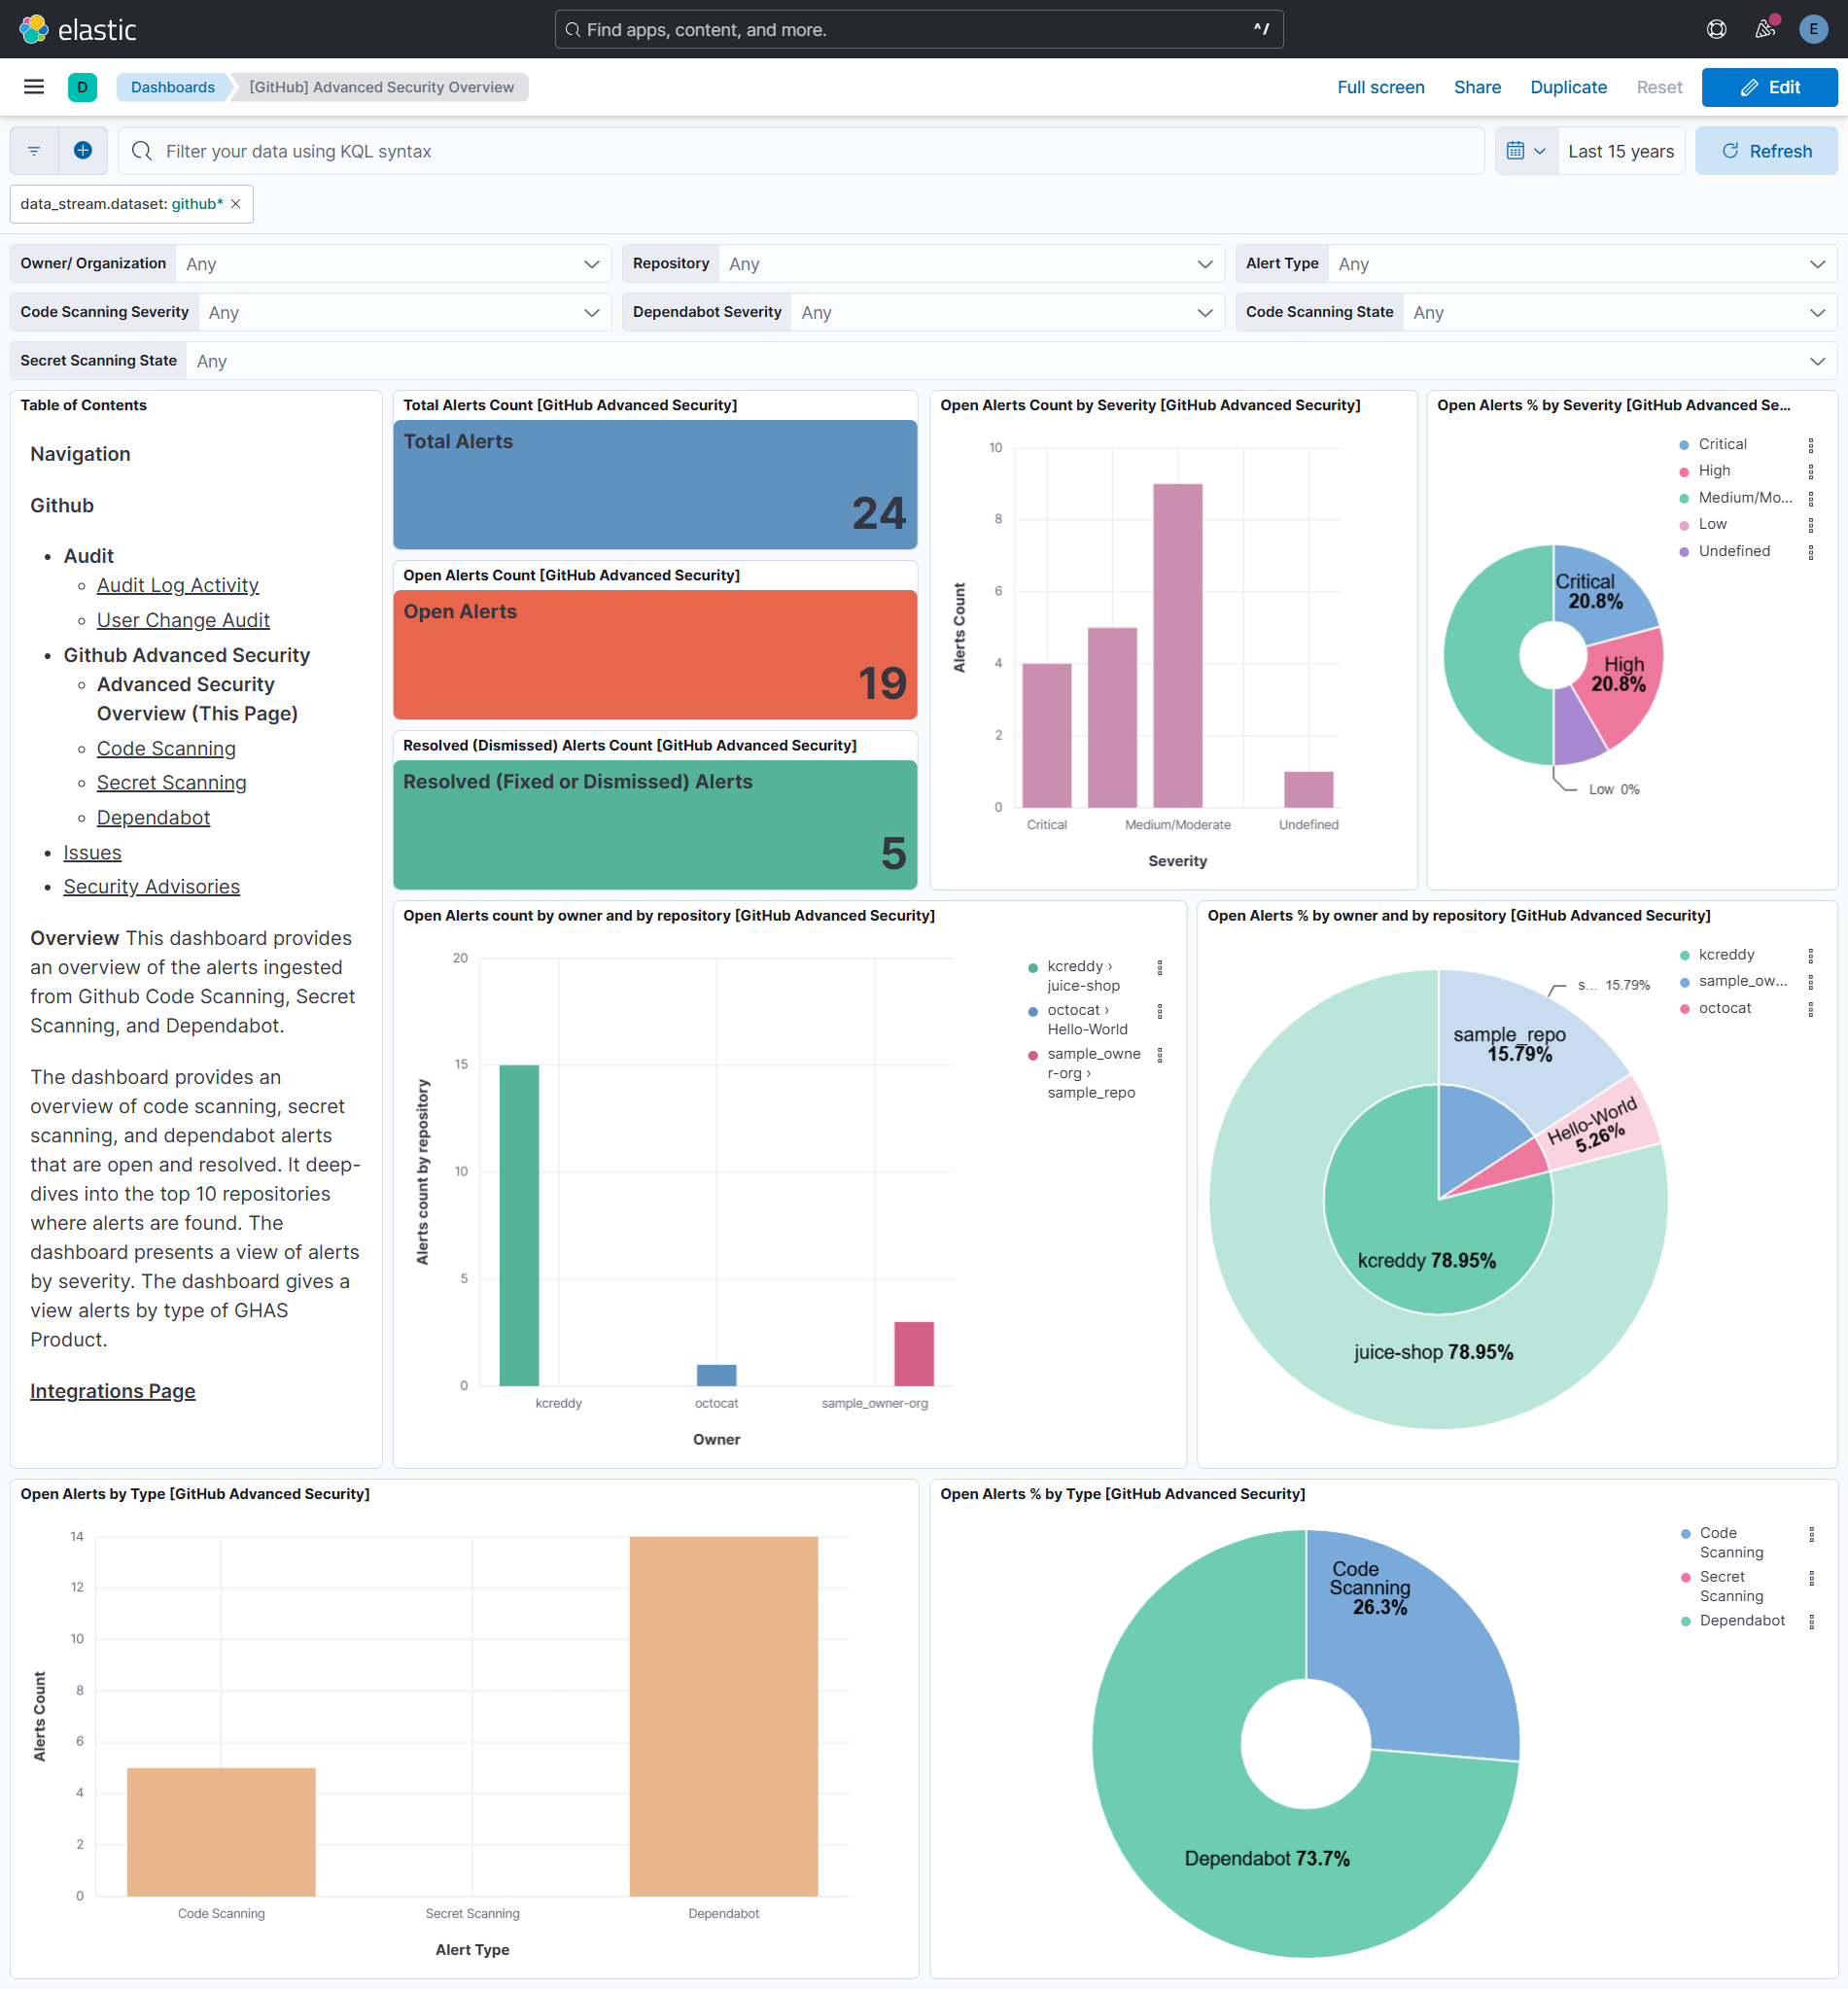 elastic
Find apps, content, and more.
^/
E
D
Dashboards
[GitHub] Advanced Security Overview
Full screen
Share
Duplicate
Reset
Edit
Filter your data using KQL syntax
Last 15 years
Refresh
data_stream.dataset: github* ×
Owner/ Organization Any
Repository Any
Alert Type Any
Code Scanning Severity Any
Dependabot Severity Any
Code Scanning State Any
Secret Scanning State Any
Table of Contents
Navigation
Github
• Audit
Audit Log Activity
User Change Audit
• Github Advanced Security
Advanced Security
Overview (This Page)
Code Scanning
Secret Scanning
Dependabot
• Issues
• Security Advisories
Overview This dashboard provides
an overview of the alerts ingested
from Github Code Scanning, Secret
Scanning, and Dependabot.
The dashboard provides an
overview of code scanning, secret
scanning, and dependabot alerts
that are open and resolved. It deep-
dives into the top 10 repositories
where alerts are found. The
dashboard presents a view of alerts
by severity. The dashboard gives a
view alerts by type of GHAS
Product.
Integrations Page
Total Alerts Count [GitHub Advanced Security]
Total Alerts
24
Open Alerts Count [GitHub Advanced Security]
Open Alerts
19
Resolved (Dismissed) Alerts Count [GitHub Advanced Security]
Resolved (Fixed or Dismissed) Alerts
5
Open Alerts Count by Severity [GitHub Advanced Security]
10
8
6
4
2
0
Alerts Count
Critical
Medium/Moderate
Undefined
Severity
Open Alerts % by Severity [GitHub Advanced Se...
Critical
High
Medium/Mo...
Low
Undefined
Critical
20.8%
High
20.8%
Low 0%
Open Alerts count by owner and by repository [GitHub Advanced Security]
20
15
10
5
0
Alerts count by repository
kcreddy
octocat
sample_owner-org
Owner
kcreddy ›
juice-shop
octocat ›
Hello-World
sample_owne
r-org ›
sample_repo
Open Alerts % by owner and by repository [GitHub Advanced Security]
kcreddy
sample_ow...
octocat
s... 15.79%
sample_repo
15.79%
Hello-World
5.26%
kcreddy 78.95%
juice-shop 78.95%
Open Alerts by Type [GitHub Advanced Security]
14
12
10
8
6
4
2
0
Alerts Count
Code Scanning
Secret Scanning
Dependabot
Alert Type
Open Alerts % by Type [GitHub Advanced Security]
Code
Scanning
Secret
Scanning
Dependabot
Code
Scanning
26.3%
Dependabot 73.7%